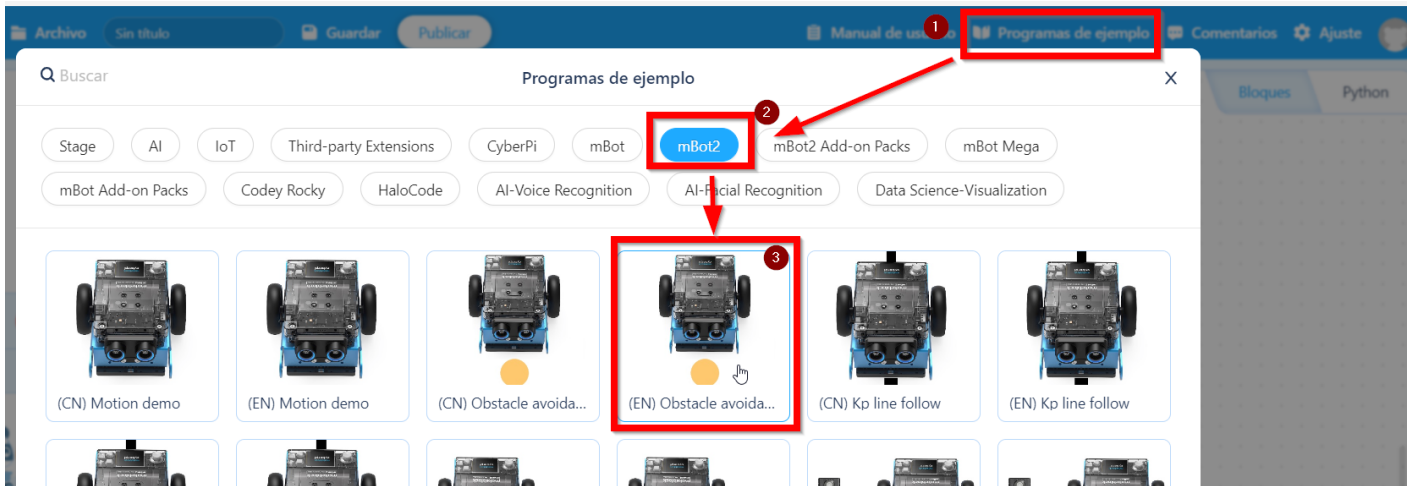 Archivo Sin título Guardar Publicar Manual de 1 Programas de ejemplo Comentarios Ajuste
Buscar Programas de ejemplo X Bloques Python
2
Stage AI IoT Third-party Extensions CyberPi mBot mBot2 mBot2 Add-on Packs mBot Mega
mBot Add-on Packs Codey Rocky HaloCode AI-Voice Recognition AI-Facial Recognition Data Science-Visualization
3
(CN) Motion demo (EN) Motion demo (CN) Obstacle avoida... (EN) Obstacle avoida... (CN) Kp line follow (EN) Kp line follow